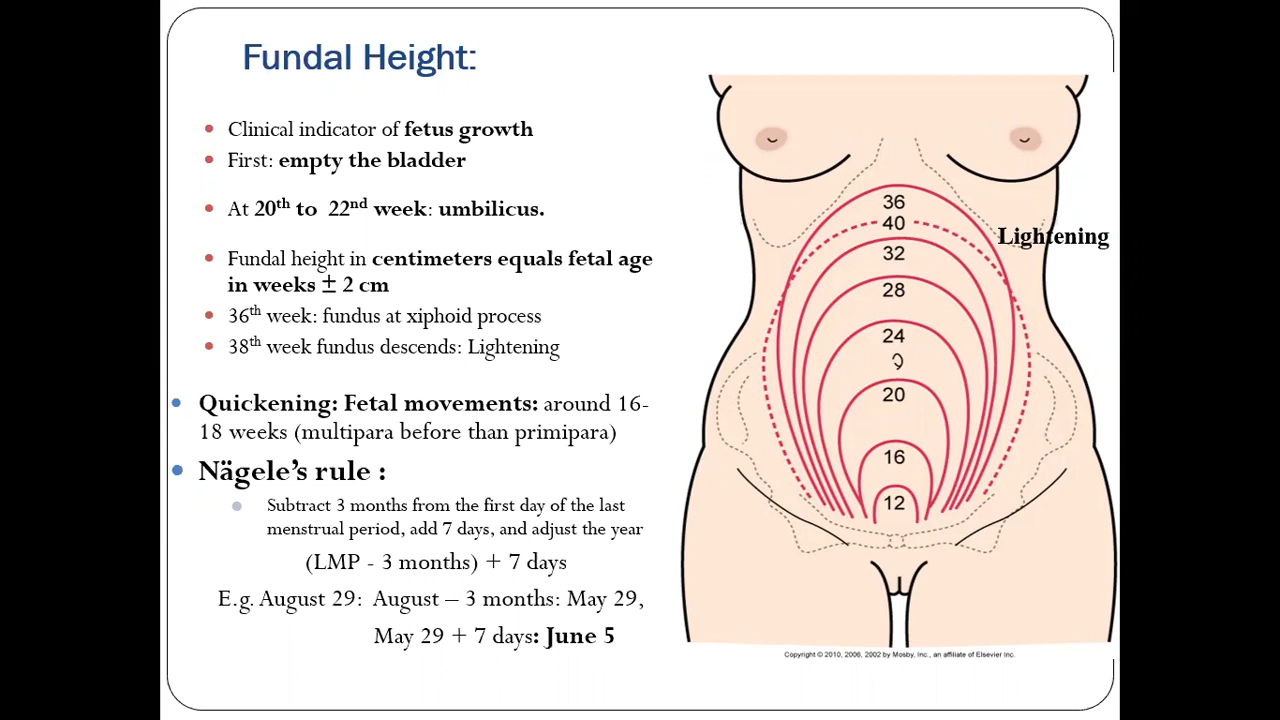 Fundal Height:
Clinical indicator of fetus growth
First: empty the bladder
At 20th to 22nd week: umbilicus.
Fundal height in centimeters equals fetal age
in weeks ± 2 cm
36th week: fundus at xiphoid process
38th week fundus descends: Lightening
Quickening: Fetal movements: around 16-
18 weeks (multipara before than primipara)
Nägele's rule :
Subtract 3 months from the first day of the last
menstrual period, add 7 days, and adjust the year
(LMP - 3 months) + 7 days
E.g. August 29: August – 3 months: May 29,
May 29 + 7 days: June 5
36
40
Lightening
32
28
24
20
16
12
Copyright © 2010, 2006, 2002 by Mosby, Inc., an affiliate of Elsevier Inc.